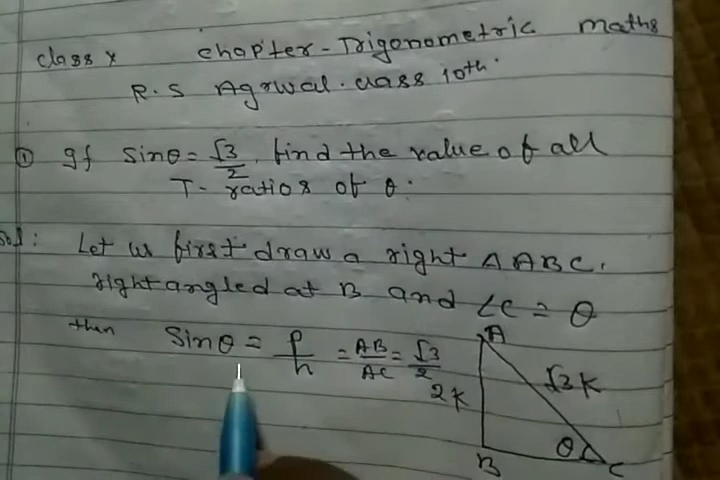 class x chapter - Trigonometric maths
R.S Agrwal. class 10th.
① If sinθ = √3/2, find the value of all
T- ratios of θ.
Sol: Let us first draw a right △ ABC,
right angled at B and ∠C = θ
then sinθ = P/h = AB/AC = √3/2
A
2K √3K
θ
B C